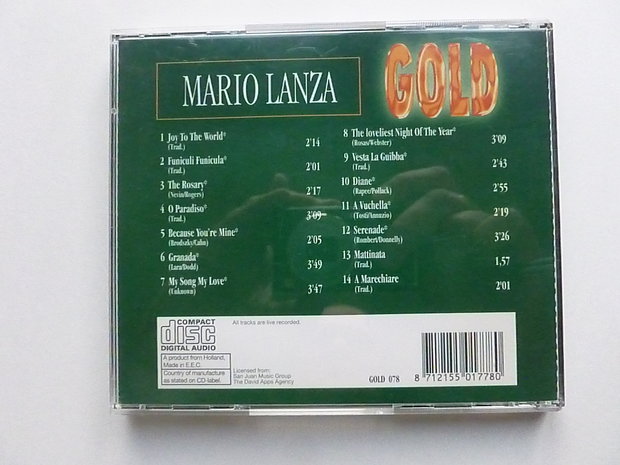 MARIO LANZA
GOLD
1 Joy To The World* 2'14
(Trad.)
2 Funiculi Funicula* 2'01
(Trad.)
3 The Rosary* 2'17
(Nevin/Rogers)
4 O Paradiso* 3'09
(Trad.)
5 Because You're Mine* 2'05
(Brodszky/Cahn)
6 Granada* 3'49
(Lara/Dodd)
7 My Song My Love* 3'47
(Unknown)
8 The loveliest Night Of The Year* 3'09
(Rosas/Webster)
9 Vesta La Guibba* 2'43
(Trad.)
10 Diane* 2'55
(Rapee/Pollack)
11 A Vuchella* 2'19
(Tosti/Annuzio)
12 Serenade* 3'26
(Rombert/Donnelly)
13 Mattinata 1,57
(Trad.)
14 A Marechiare 2'01
(Trad.)
COMPACT
disc
DIGITAL AUDIO
A product from Holland,
Made in E.E.C.
Country of manufacture
as stated on CD-label.
All tracks are live recorded.
Licensed from:
San Juan Music Group
The David Apps Agency
GOLD 078
8 712155 017780